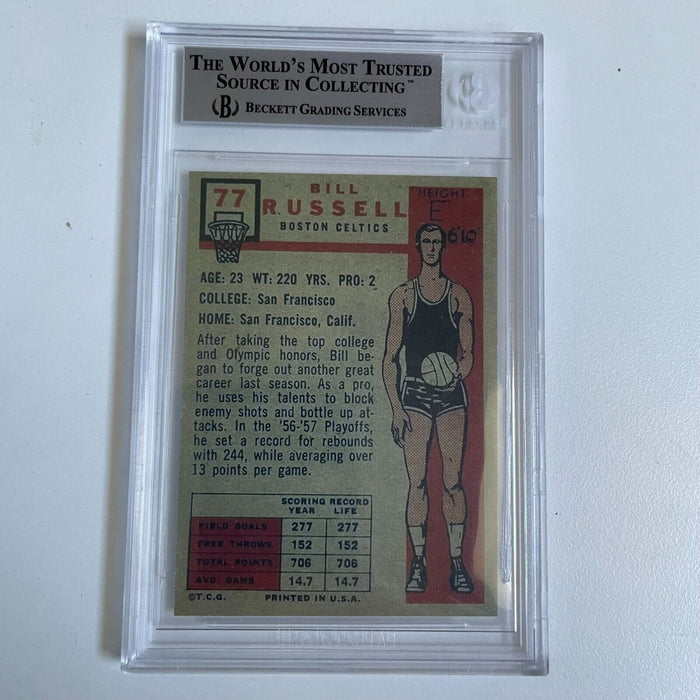 THE WORLD'S MOST TRUSTED
SOURCE IN COLLECTING™
B BECKETT GRADING SERVICES
77
BILL
RUSSELL
BOSTON CELTICS
HEIGHT
E
6'10"
AGE: 23 WT: 220 YRS. PRO: 2
COLLEGE: San Francisco
HOME: San Francisco, Calif.
After taking the top college
and Olympic honors, Bill be-
gan to forge out another great
career last season. As a pro,
he uses his talents to block
enemy shots and bottle up at-
tacks. In the '56-'57 Playoffs,
he set a record for rebounds
with 244, while averaging over
13 points per game.
SCORING RECORD
YEAR LIFE
FIELD GOALS 277 277
FREE THROWS 152 152
TOTAL POINTS 706 706
AVG. GAME 14.7 14.7
©T.C.G. PRINTED IN U.S.A.